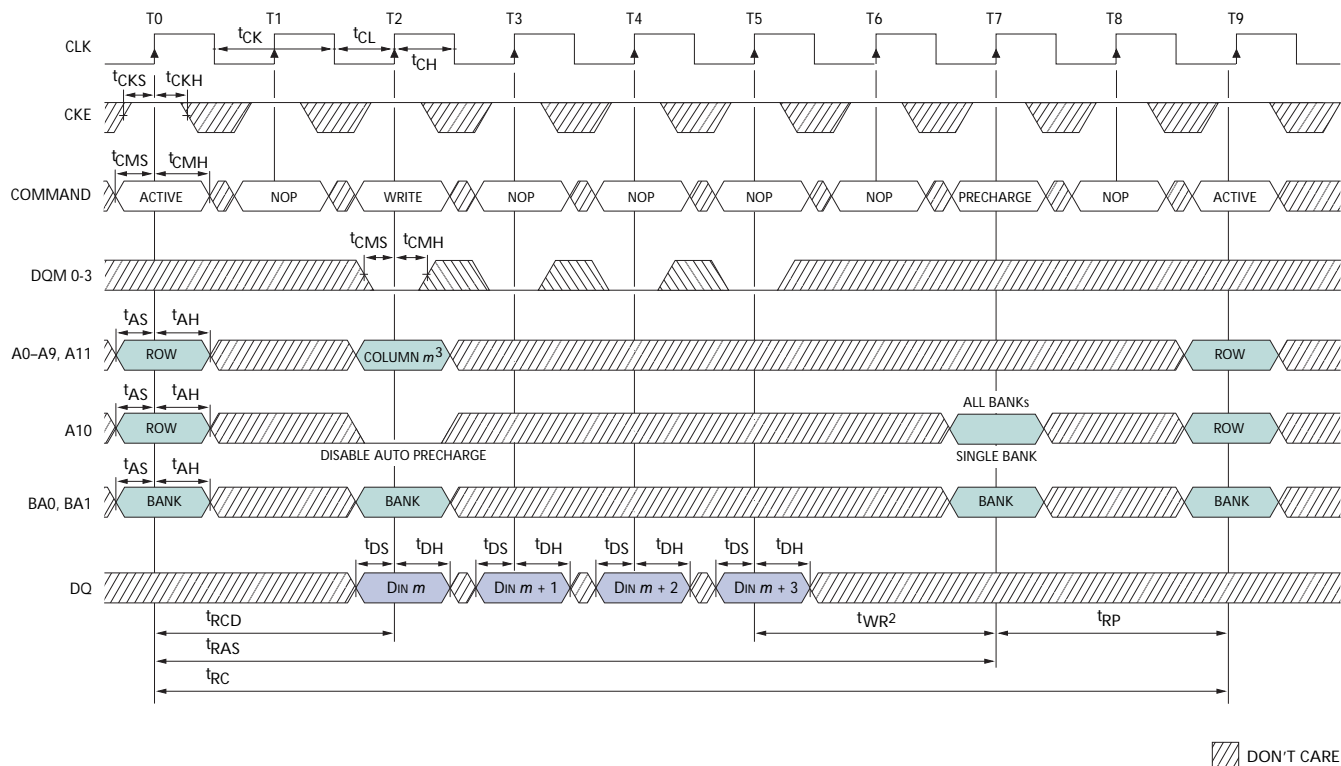 T0 T1 T2 T3 T4 T5 T6 T7 T8 T9
CLK
tCK tCL
tCH
tCKS tCKH
CKE
tCMS tCMH
COMMAND ACTIVE NOP WRITE NOP NOP NOP NOP PRECHARGE NOP ACTIVE
tCMS tCMH
DQM 0-3
tAS tAH
A0–A9, A11 ROW COLUMN m³ ROW
tAS tAH
ALL BANKs
A10 ROW ROW
DISABLE AUTO PRECHARGE SINGLE BANK
tAS tAH
BA0, BA1 BANK BANK BANK BANK
tDS tDH tDS tDH tDS tDH tDS tDH
DQ DIN m DIN m + 1 DIN m + 2 DIN m + 3
tRCD tWR² tRP
tRAS
tRC
DON'T CARE